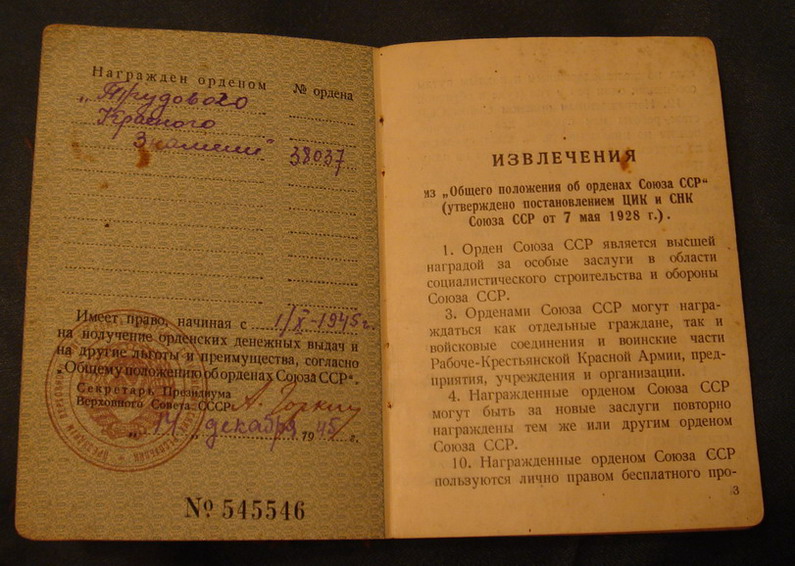 Награжден орденом
№ ордена
„Трудового
Красного
Знамени"
38037
Имеет право, начиная с 1/X-1945г.
на получение орденских денежных выдач и
на другие льготы и преимущества, согласно
„Общему положению об орденах Союза ССР".
Секретарь Президиума
Верховного Совета СССР А. Горкин
„14" декабря 1945 г.
№ 545546
ИЗВЛЕЧЕНИЯ
из „Общего положения об орденах Союза ССР"
(утверждено постановлением ЦИК и СНК
Союза ССР от 7 мая 1928 г.).
1. Орден Союза ССР является высшей
наградой за особые заслуги в области
социалистического строительства и обороны
Союза ССР.
3. Орденами Союза ССР могут награ-
ждаться как отдельные граждане, так и
войсковые соединения и воинские части
Рабоче-Крестьянской Красной Армии, пред-
приятия, учреждения и организации.
4. Награжденные орденом Союза ССР
могут быть за новые заслуги повторно
награждены тем же или другим орденом
Союза ССР.
10. Награжденные орденом Союза ССР
пользуются лично правом бесплатного про-
3